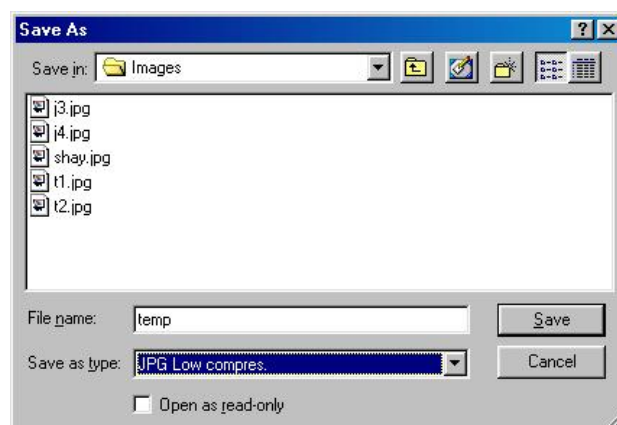 Save As
Save in: Images
j3.jpg
j4.jpg
shay.jpg
t1.jpg
t2.jpg
File name: temp Save
Save as type: JPG Low compres. Cancel
Open as read-only